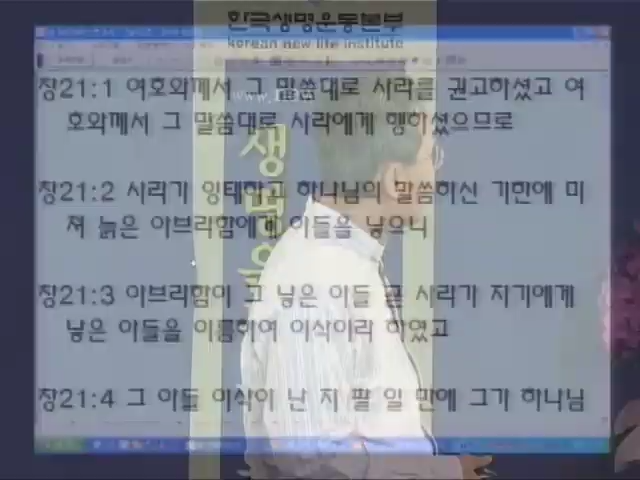 한국생명운동본부
korean new life institute
창21:1 여호와께서 그 말씀대로 사라를 권고하셨고 여
호와께서 그 말씀대로 사라에게 행하셨으므로
창21:2 사라가 잉태하고 하나님의 말씀하신 기한에 미
쳐 늙은 아브라함에게 아들을 낳으니
창21:3 아브라함이 그 낳은 아들 곧 사라가 자기에게
낳은 아들을 이름하여 이삭이라 하였고
창21:4 그 아들 이삭이 난 지 팔 일 만에 그가 하나님